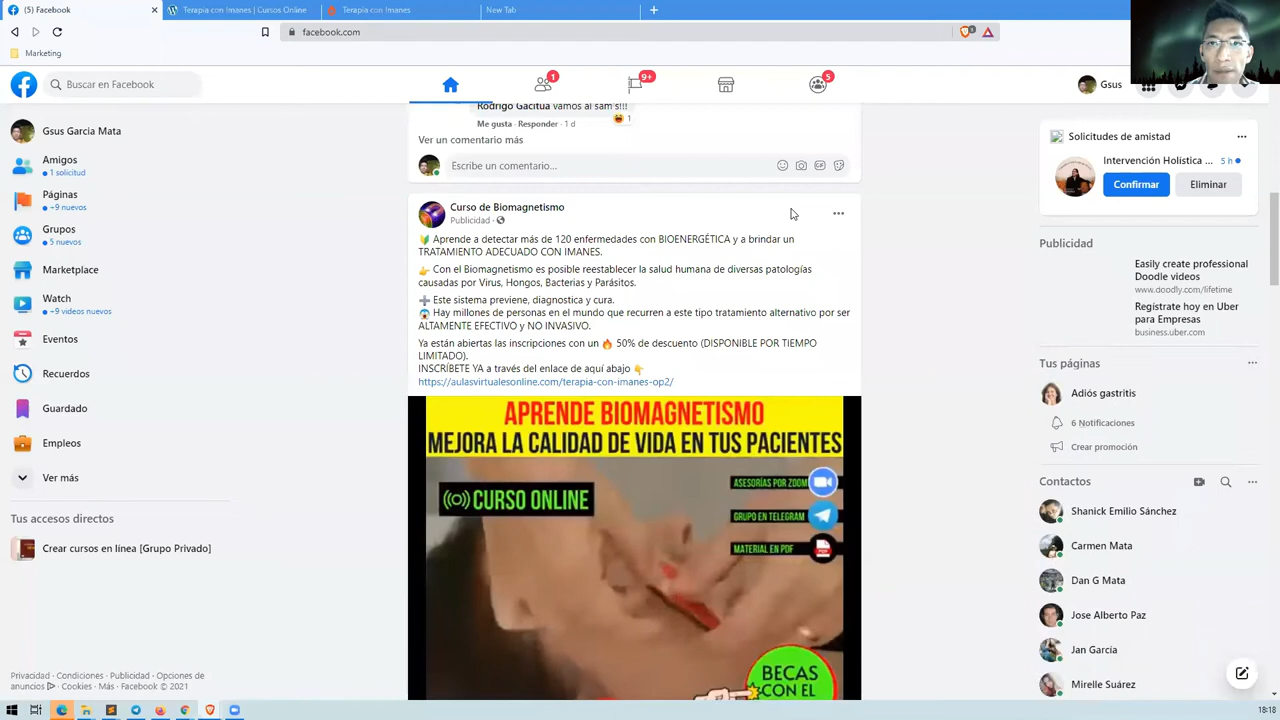 (5) Facebook
Terapia con Imanes | Cursos Online
Terapia con Imanes
New Tab
facebook.com
Marketing
Buscar en Facebook
1
9+
5
Gsus
Gsus Garcia Mata
Amigos
1 solicitud
Páginas
+9 nuevos
Grupos
5 nuevos
Marketplace
Watch
+9 videos nuevos
Eventos
Recuerdos
Guardado
Empleos
Ver más
Tus accesos directos
Crear cursos en línea [Grupo Privado]
Privacidad · Condiciones · Publicidad · Opciones de
anuncios · Cookies · Más · Facebook © 2021
Rodrigo Gacitua vamos al sam's!!!
Me gusta · Responder · 1 d
1
Ver un comentario más
Escribe un comentario...
GIF
Curso de Biomagnetismo
Publicidad ·
🔰 Aprende a detectar más de 120 enfermedades con BIOENERGÉTICA y a brindar un
TRATAMIENTO ADECUADO CON IMANES.
👉 Con el Biomagnetismo es posible reestablecer la salud humana de diversas patologías
causadas por Virus, Hongos, Bacterias y Parásitos.
➕ Este sistema previene, diagnostica y cura.
😱 Hay millones de personas en el mundo que recurren a este tipo tratamiento alternativo por ser
ALTAMENTE EFECTIVO y NO INVASIVO.
Ya están abiertas las inscripciones con un 🔥 50% de descuento (DISPONIBLE POR TIEMPO
LIMITADO).
INSCRÍBETE YA a través del enlace de aquí abajo 👇
https://aulasvirtualesonline.com/terapia-con-imanes-op2/
APRENDE BIOMAGNETISMO
MEJORA LA CALIDAD DE VIDA EN TUS PACIENTES
CURSO ONLINE
ASESORÍAS POR ZOOM
GRUPO EN TELEGRAM
MATERIAL EN PDF
BECAS
CON EL
Solicitudes de amistad
Intervención Holística ...
5 h
Confirmar
Eliminar
Publicidad
Easily create professional
Doodle videos
www.doodly.com/lifetime
Regístrate hoy en Uber
para Empresas
business.uber.com
Tus páginas
Adiós gastritis
6 Notificaciones
Crear promoción
Contactos
Shanick Emilio Sánchez
Carmen Mata
Dan G Mata
Jose Alberto Paz
Jan García
Mirelle Suárez
18:18